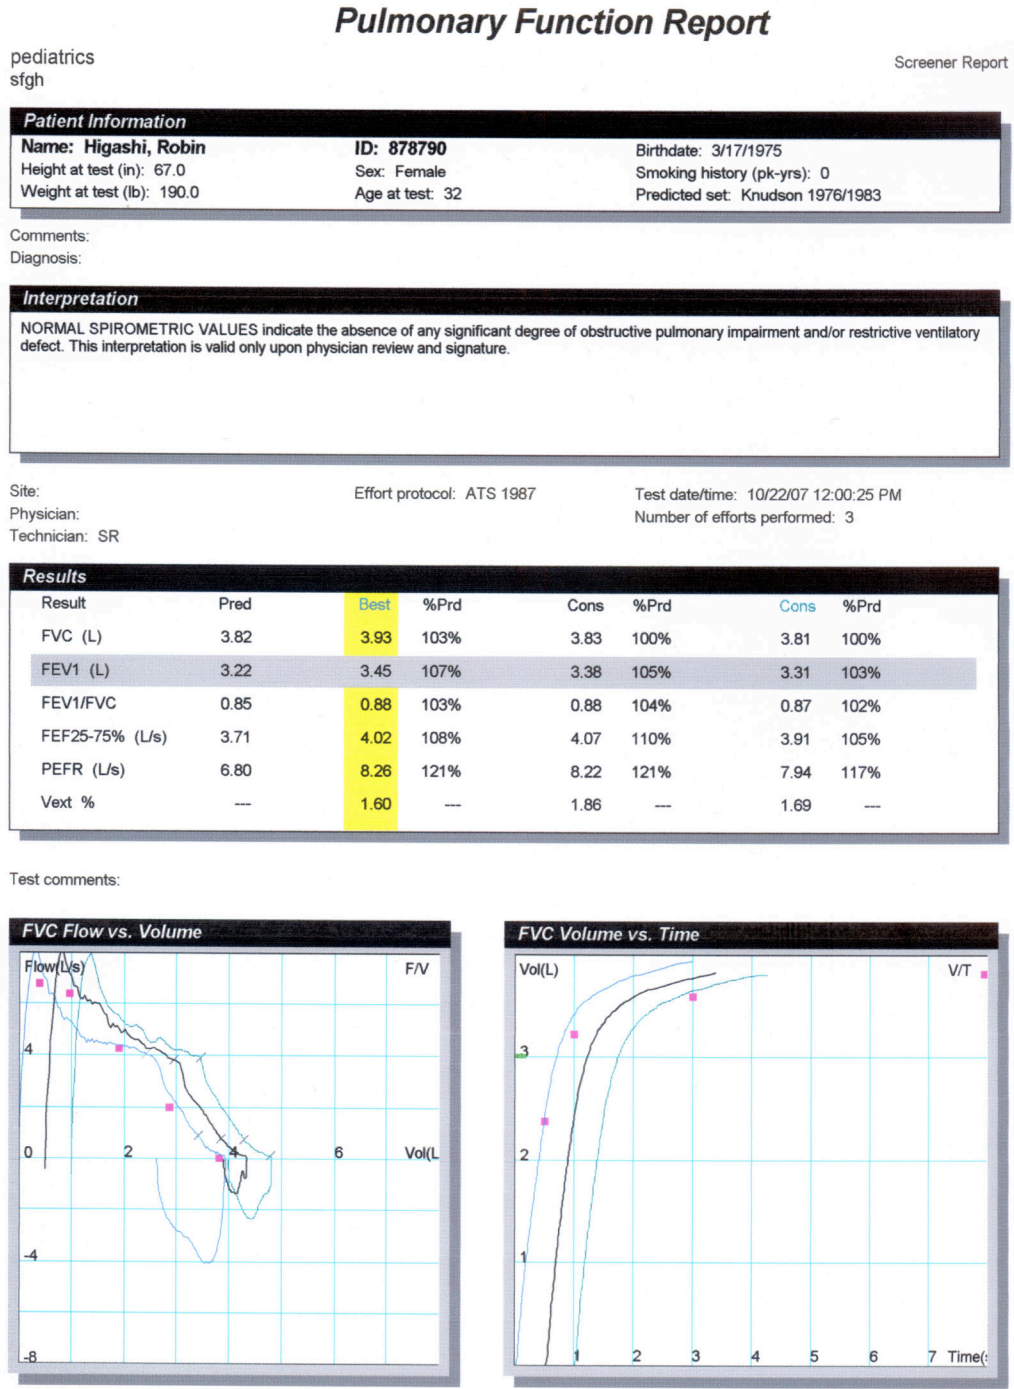 Pulmonary Function Report
pediatrics
sfgh
Screener Report
Patient Information
Name: Higashi, Robin ID: 878790 Birthdate: 3/17/1975
Height at test (in): 67.0 Sex: Female Smoking history (pk-yrs): 0
Weight at test (lb): 190.0 Age at test: 32 Predicted set: Knudson 1976/1983
Comments:
Diagnosis:
Interpretation
NORMAL SPIROMETRIC VALUES indicate the absence of any significant degree of obstructive pulmonary impairment and/or restrictive ventilatory
defect. This interpretation is valid only upon physician review and signature.
Site: Effort protocol: ATS 1987 Test date/time: 10/22/07 12:00:25 PM
Physician: Number of efforts performed: 3
Technician: SR
Results
Result Pred Best %Prd Cons %Prd Cons %Prd
FVC (L) 3.82 3.93 103% 3.83 100% 3.81 100%
FEV1 (L) 3.22 3.45 107% 3.38 105% 3.31 103%
FEV1/FVC 0.85 0.88 103% 0.88 104% 0.87 102%
FEF25-75% (L/s) 3.71 4.02 108% 4.07 110% 3.91 105%
PEFR (L/s) 6.80 8.26 121% 8.22 121% 7.94 117%
Vext % --- 1.60 --- 1.86 --- 1.69 ---
Test comments:
FVC Flow vs. Volume
Flow(L/s) F/V
4
0 2 4 6 Vol(L
-4
-8
FVC Volume vs. Time
Vol(L) V/T
3
2
1
1 2 3 4 5 6 7 Time(s